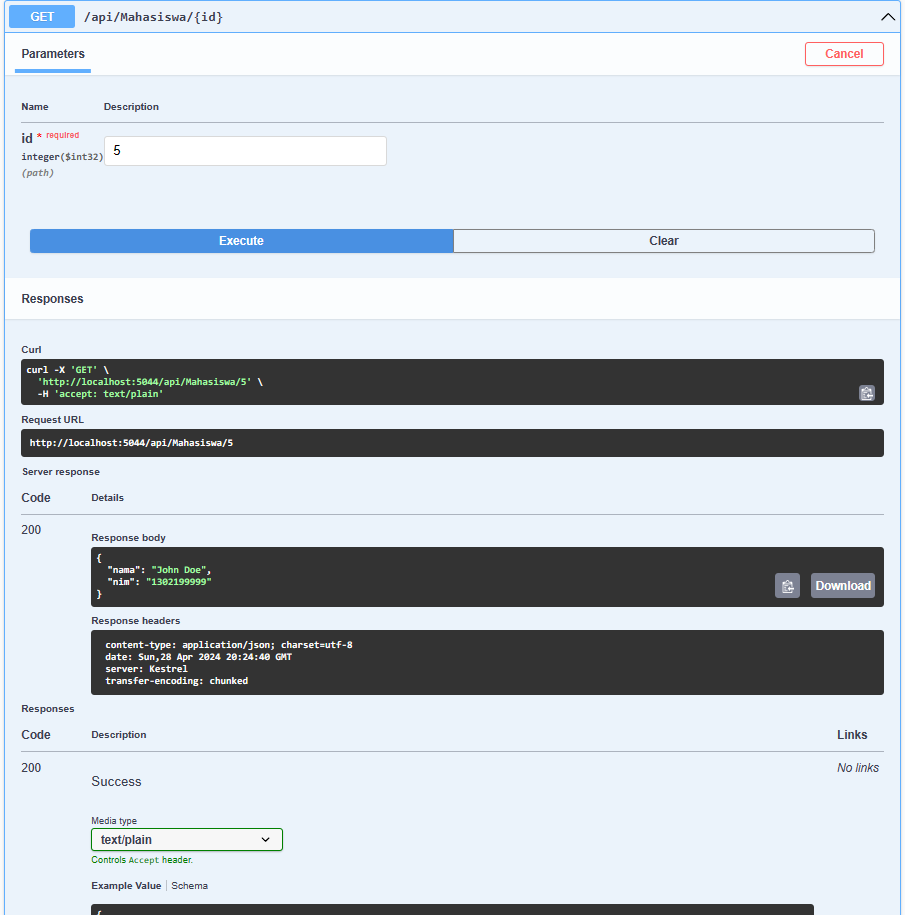 GET /api/Mahasiswa/{id}
Parameters
Cancel
Name Description
id * required
integer($int32)
(path)
5
Execute Clear
Responses
Curl
curl -X 'GET' \
'http://localhost:5044/api/Mahasiswa/5' \
-H 'accept: text/plain'
Request URL
http://localhost:5044/api/Mahasiswa/5
Server response
Code Details
200
Response body
{
"nama": "John Doe",
"nim": "1302199999"
}
Download
Response headers
content-type: application/json; charset=utf-8
date: Sun,28 Apr 2024 20:24:40 GMT
server: Kestrel
transfer-encoding: chunked
Responses
Code Description Links
200 No links
Success
Media type
text/plain
Controls Accept header.
Example Value | Schema
{